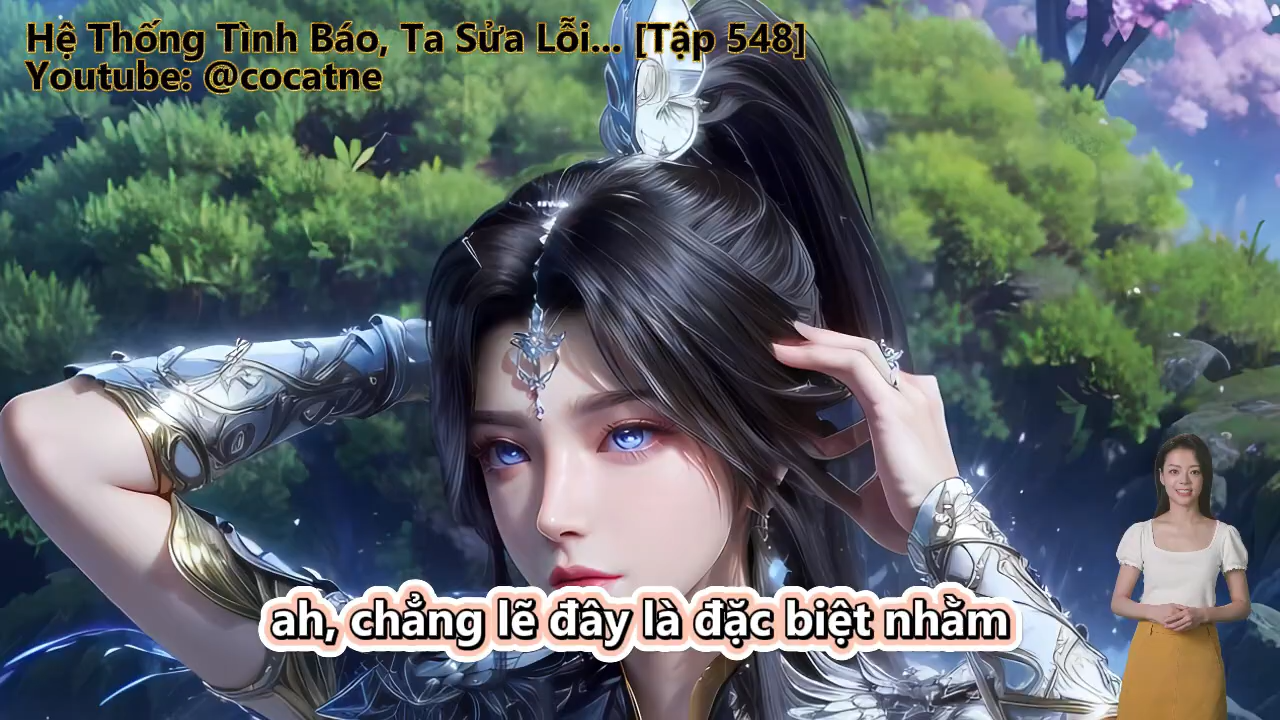 Hệ Thống Tình Báo, Ta Sửa Lỗi... [Tập 548]
Youtube: @cocatne
ah, chẳng lẽ đây là đặc biệt nhằm